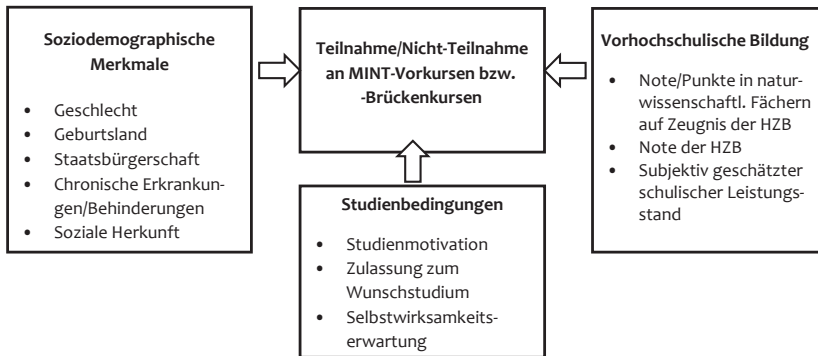 Soziodemographische
Merkmale
• Geschlecht
• Geburtsland
• Staatsbürgerschaft
• Chronische Erkrankun-
gen/Behinderungen
• Soziale Herkunft
Teilnahme/Nicht-Teilnahme
an MINT-Vorkursen bzw.
-Brückenkursen
Vorhochschulische Bildung
• Note/Punkte in natur-
wissenschaftl. Fächern
auf Zeugnis der HZB
• Note der HZB
• Subjektiv geschätzter
schulischer Leistungs-
stand
Studienbedingungen
• Studienmotivation
• Zulassung zum
Wunschstudium
• Selbstwirksamkeits-
erwartung